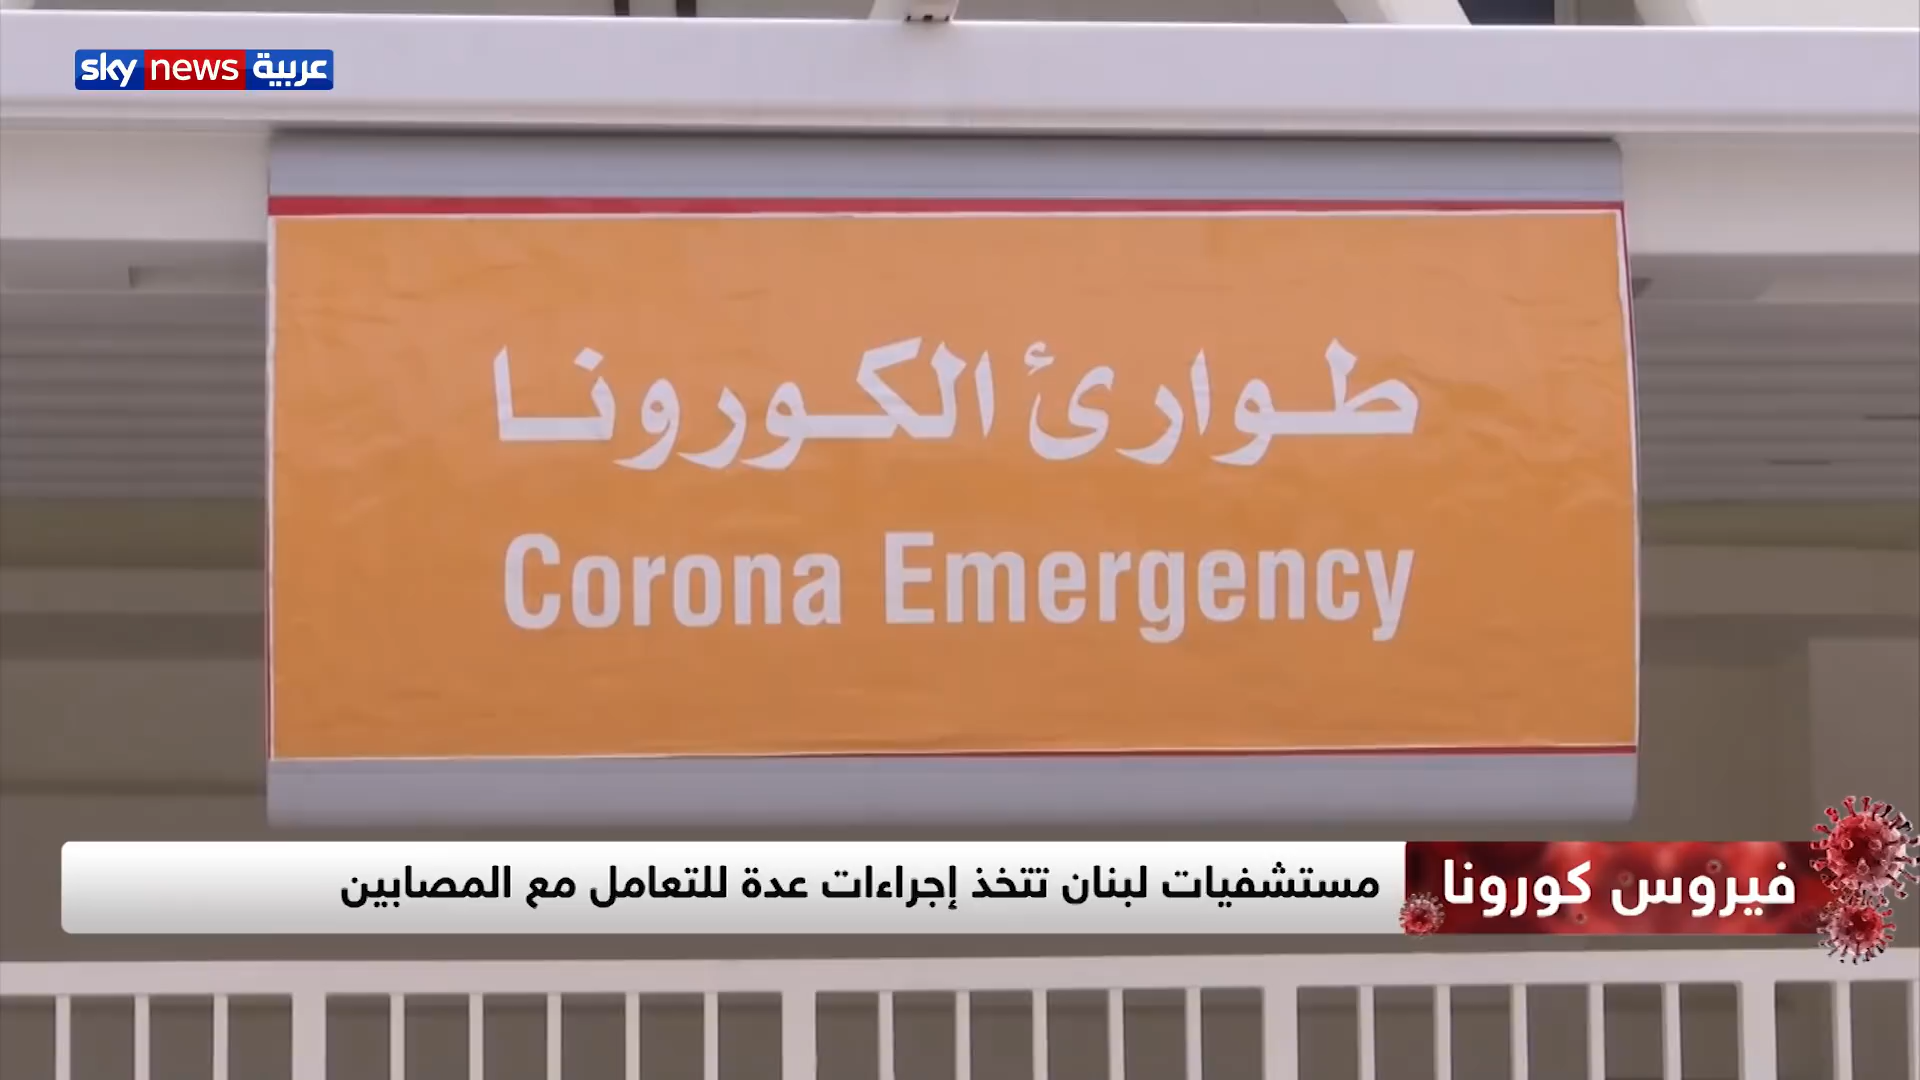 sky news عربية
طوارئ الكورونا
Corona Emergency
فيروس كورونا
مستشفيات لبنان تتخذ إجراءات عدة للتعامل مع المصابين